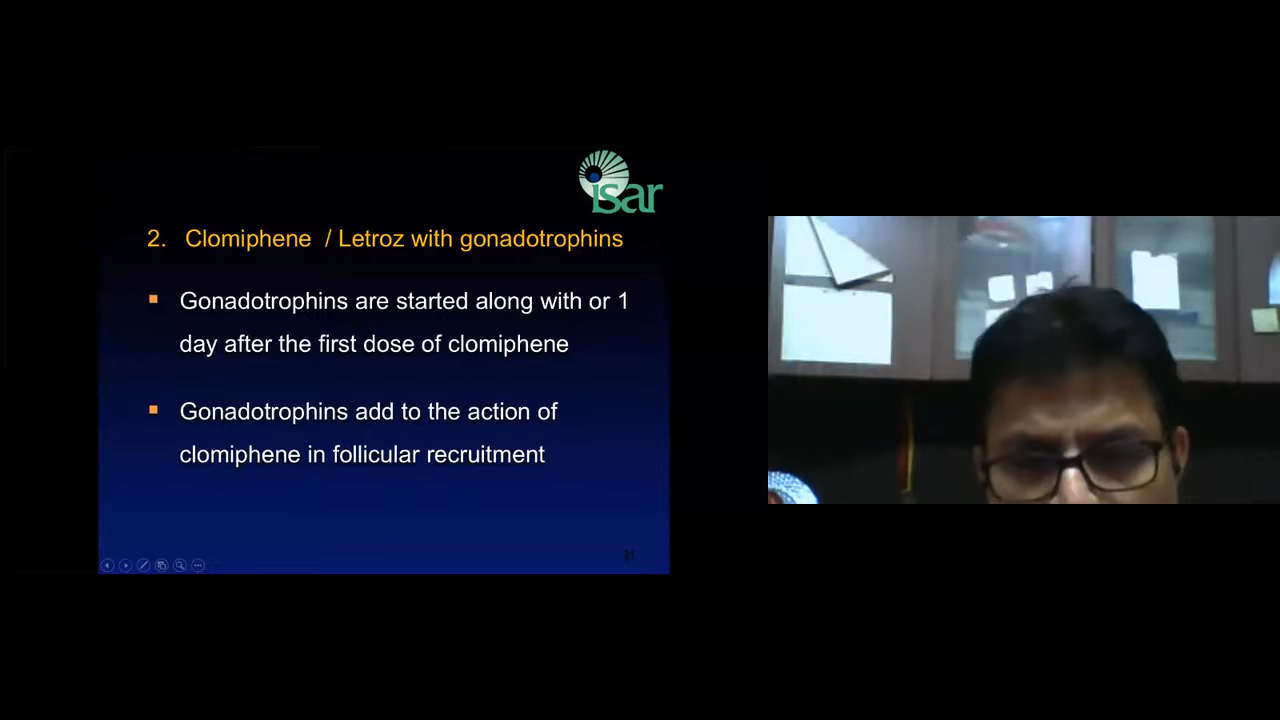 isar
2. Clomiphene / Letroz with gonadotrophins
▪ Gonadotrophins are started along with or 1
day after the first dose of clomiphene
▪ Gonadotrophins add to the action of
clomiphene in follicular recruitment